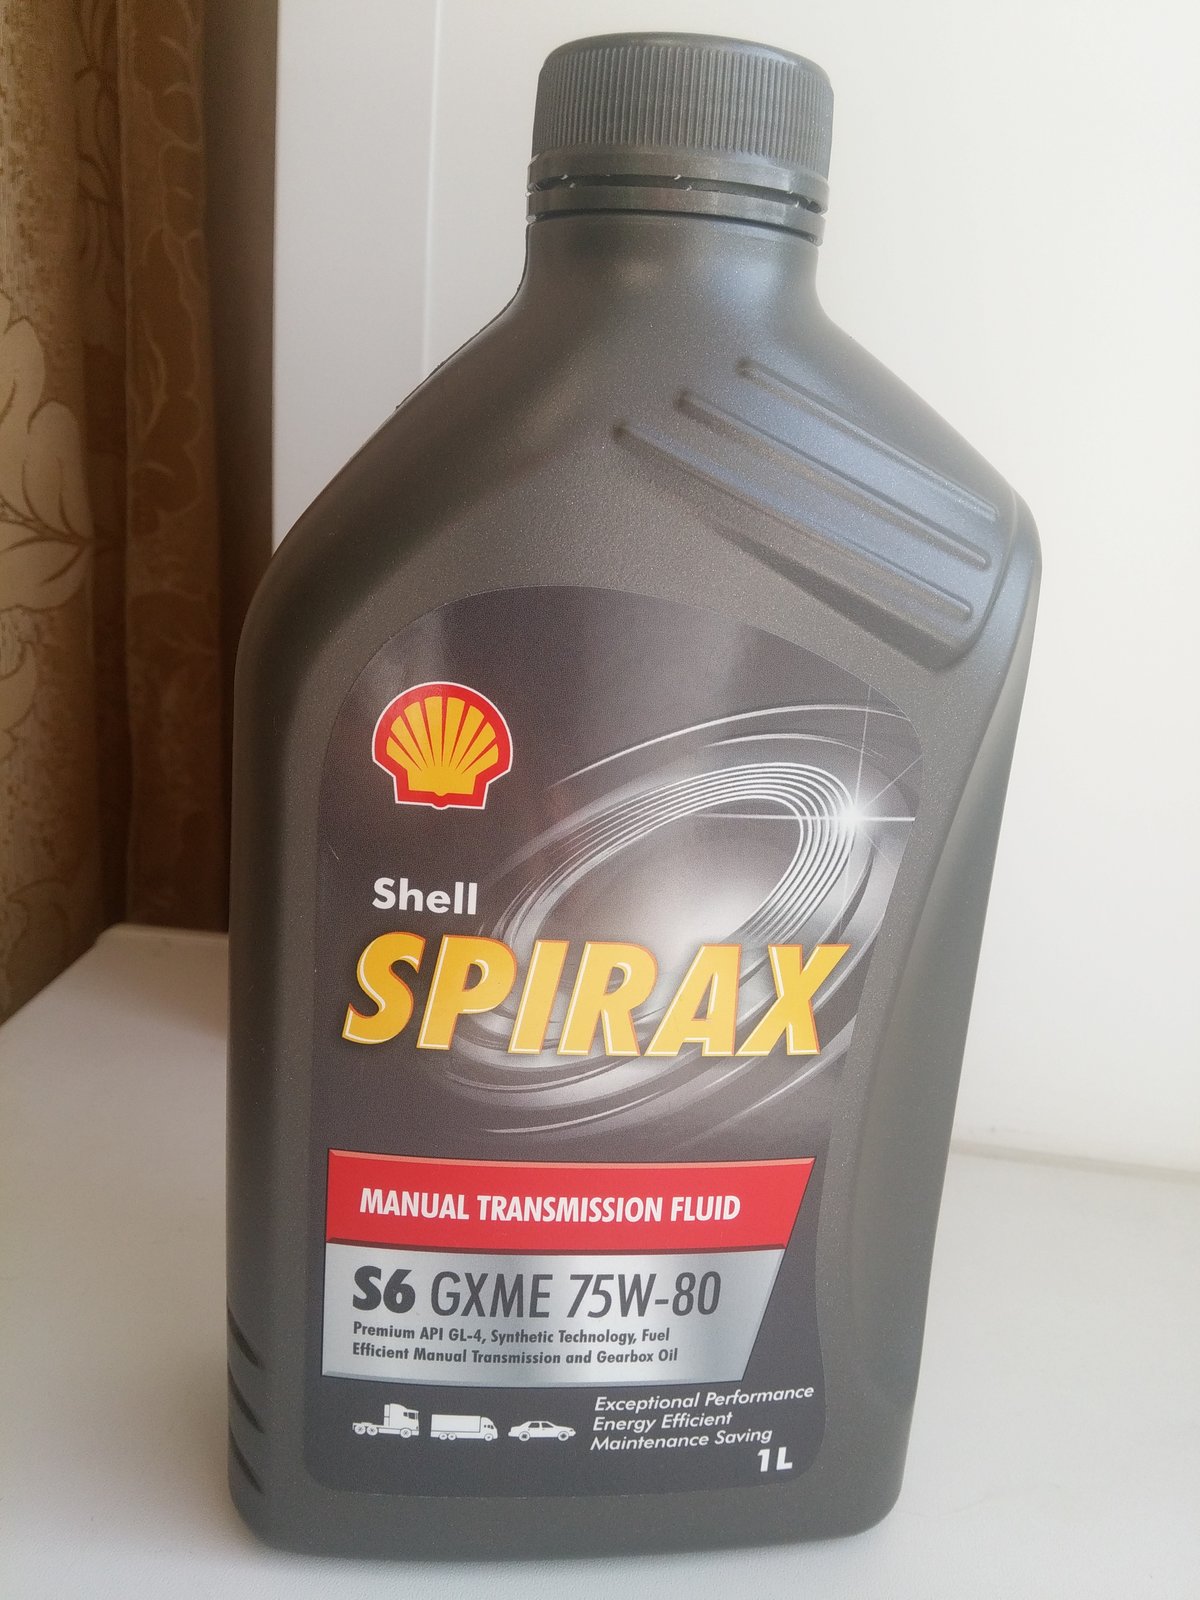 Shell
SPIRAX
MANUAL TRANSMISSION FLUID
S6 GXME 75W-80
Premium API GL-4, Synthetic Technology, Fuel
Efficient Manual Transmission and Gearbox Oil
Exceptional Performance
Energy Efficient
Maintenance Saving
1L